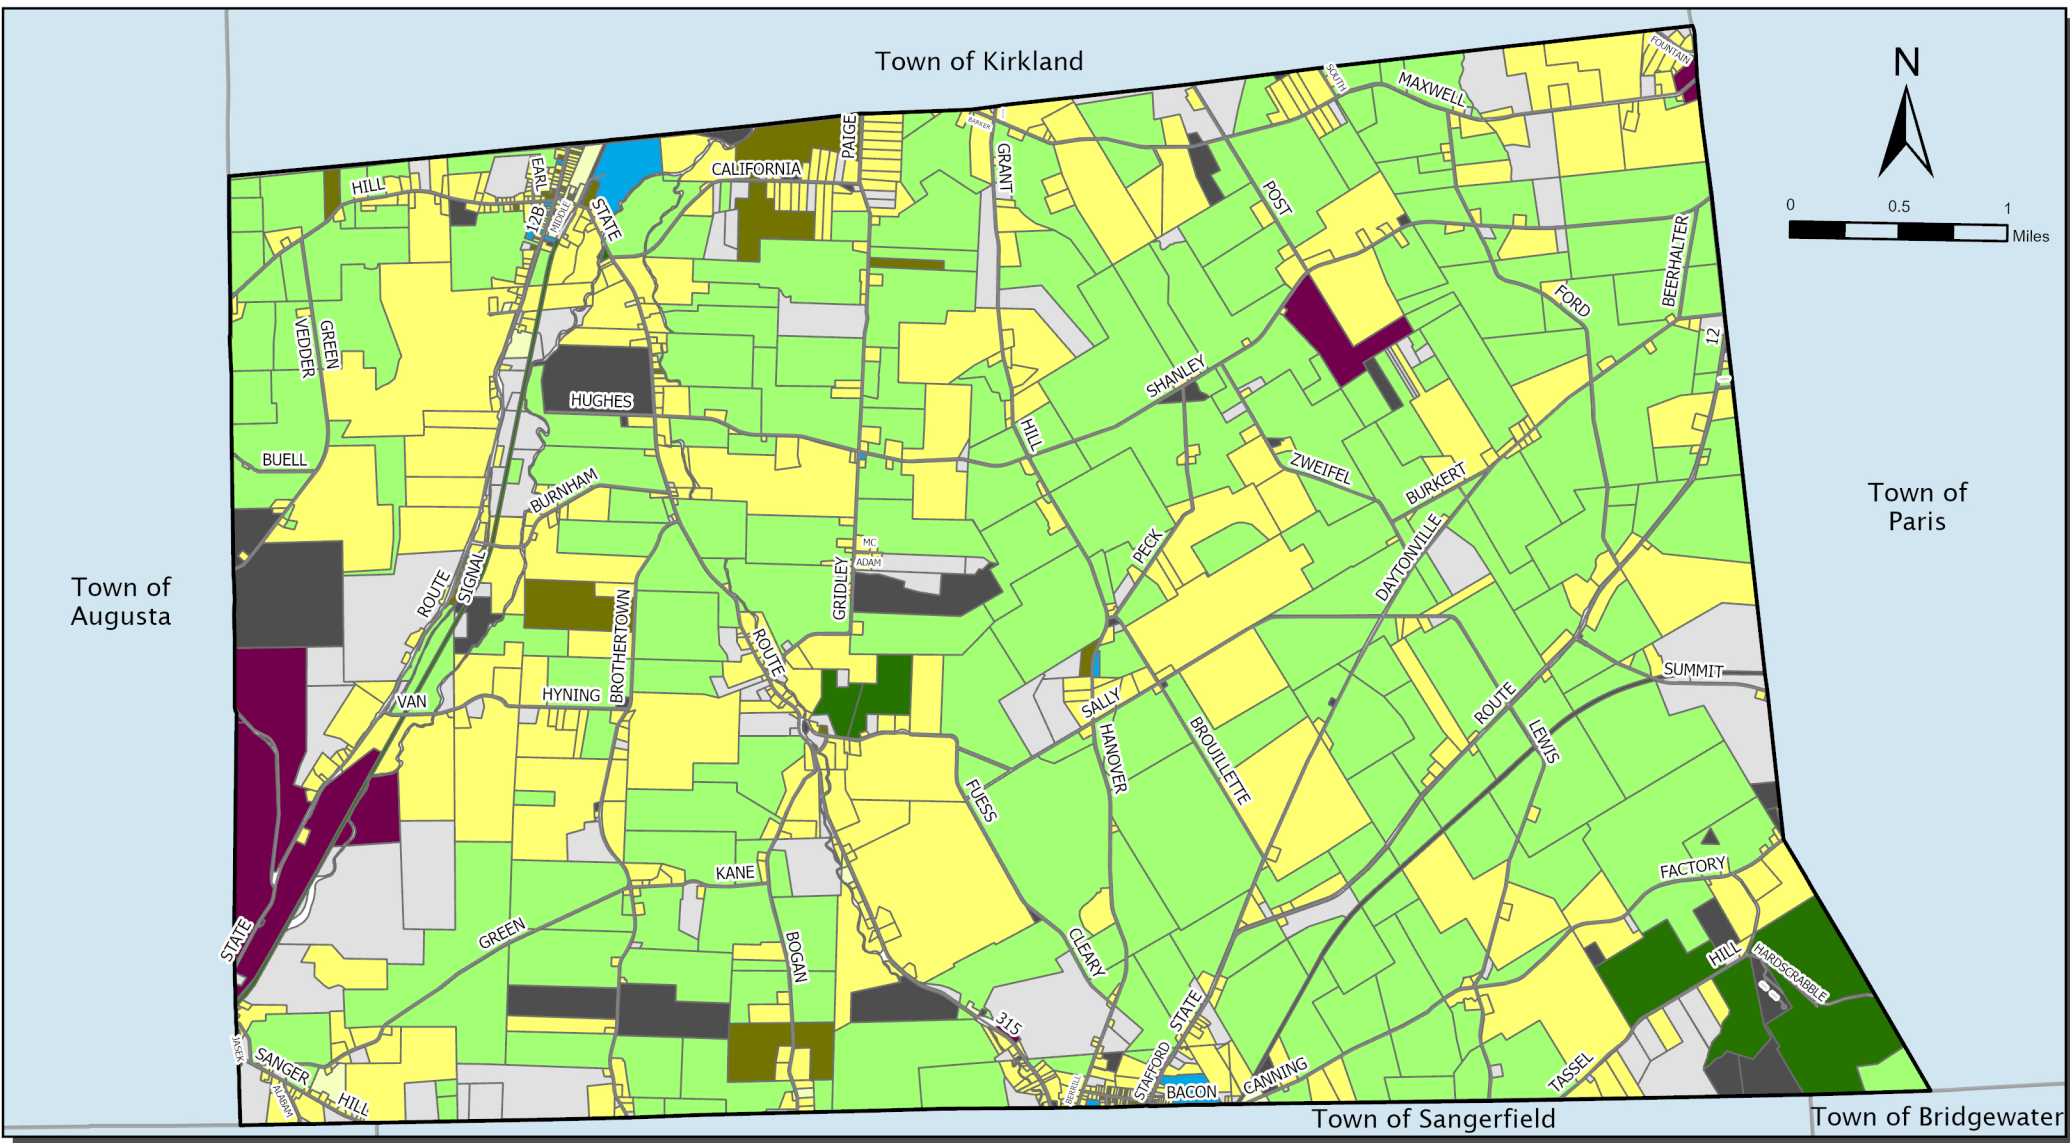 Town of Kirkland
N
0 0.5 1
Miles
Town of
Augusta
Town of
Paris
Town of Sangerfield
Town of Bridgewater
FOUNTAIN
SOUTH
MAXWELL
BARKER
PAIGE
GRANT
CALIFORNIA
EARL
HILL
12B
MIDDLE
STATE
POST
BEERHALTER
FORD
12
VEDDER
GREEN
SHANLEY
HUGHES
HILL
BUELL
ZWEIFEL
BURKERT
BURNHAM
PECK
DAYTONVILLE
MC
ADAM
GRIDLEY
ROUTE
SIGNAL
BROTHERTOWN
ROUTE
SUMMIT
VAN
HYNING
SALLY
ROUTE
HANOVER
BROUILLETTE
LEWIS
FUESS
KANE
FACTORY
GREEN
STATE
BOGAN
CLEARY
HILL
HARDSCRABBLE
315
STATE
STAFFORD
JASEK
SANGER
ALABAM
HILL
BERRILL
BACON
CANNING
TASSEL